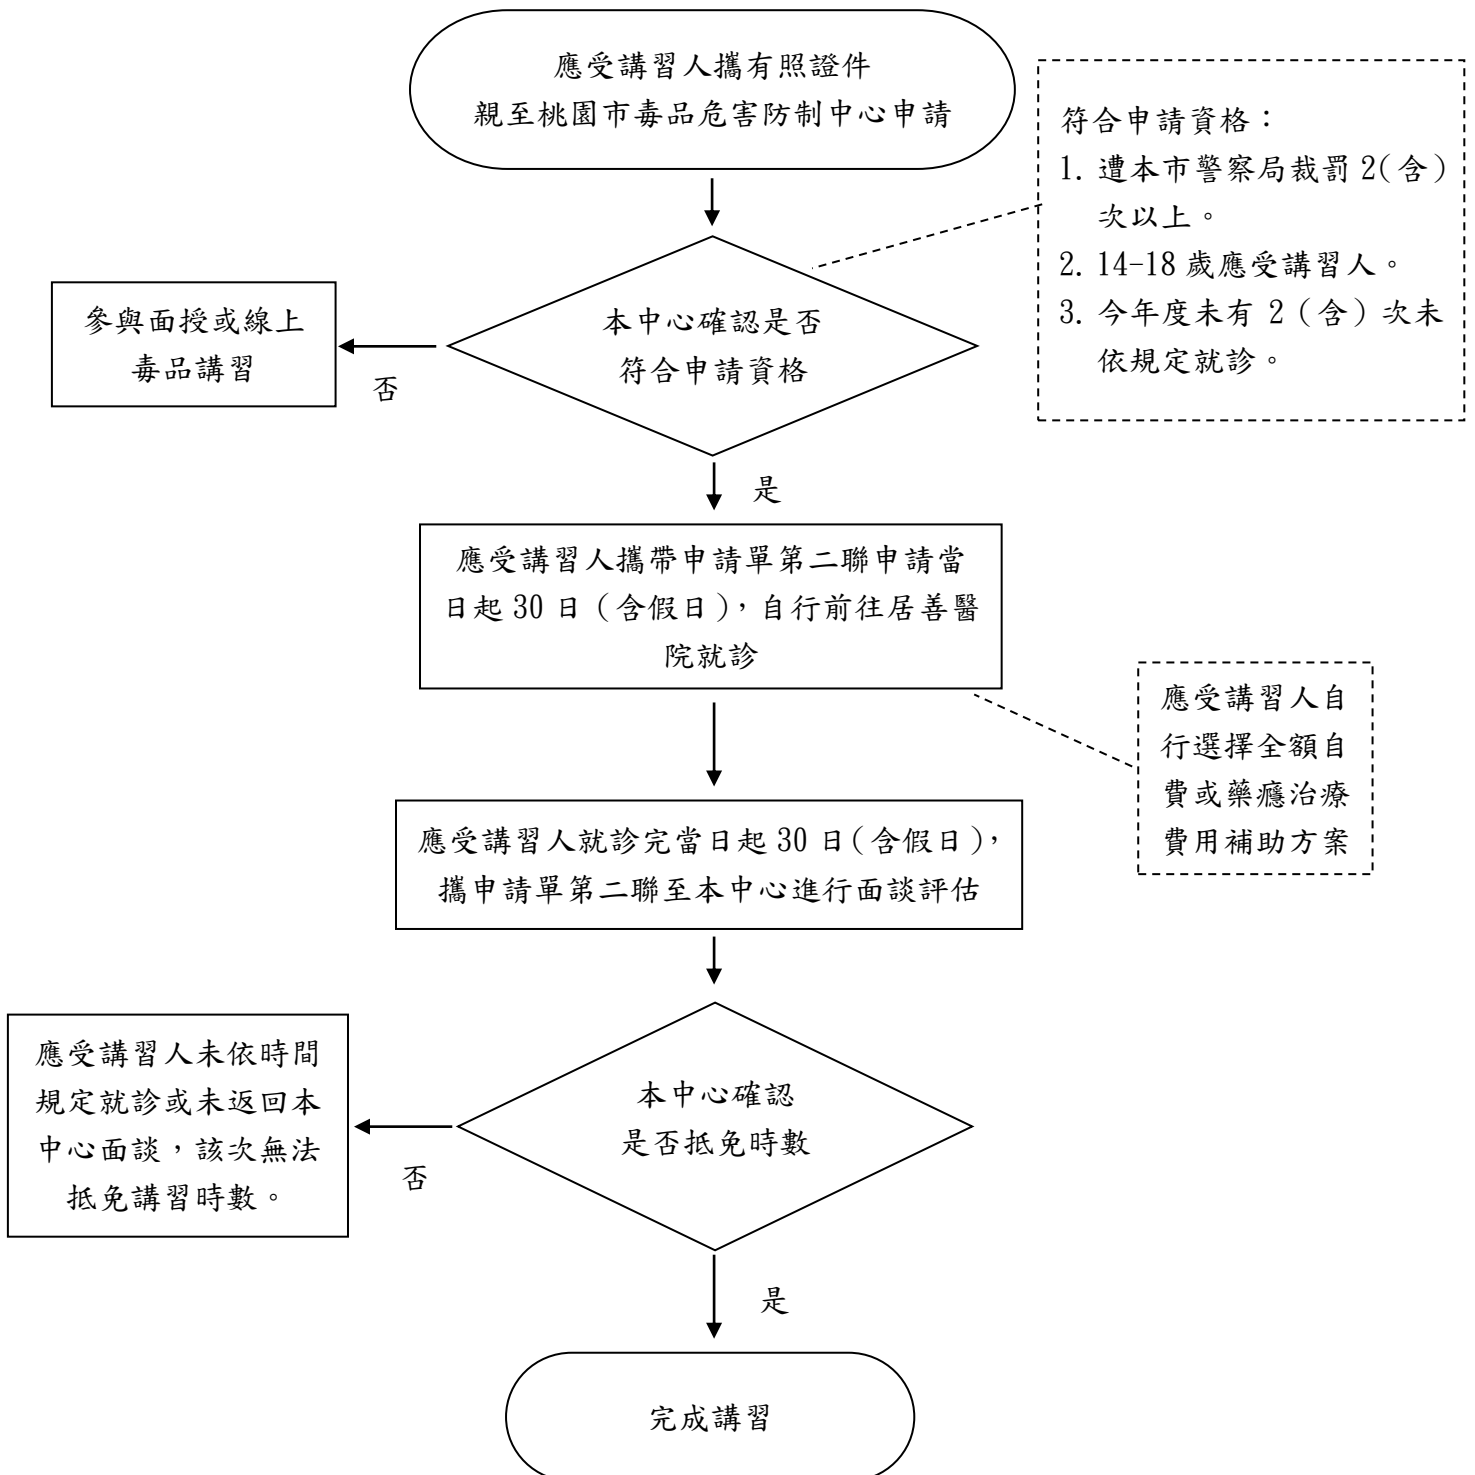 應受講習人攜有照證件
親至桃園市毒品危害防制中心申請
符合申請資格：
1. 遭本市警察局裁罰 2(含)
次以上。
2. 14-18 歲應受講習人。
3. 今年度未有 2（含）次未
依規定就診。
本中心確認是否
符合申請資格
參與面授或線上
毒品講習
否
是
應受講習人攜帶申請單第二聯申請當
日起 30 日（含假日），自行前往居善醫
院就診
應受講習人自
行選擇全額自
費或藥癮治療
費用補助方案
應受講習人就診完當日起 30 日（含假日），
攜申請單第二聯至本中心進行面談評估
本中心確認
是否抵免時數
應受講習人未依時間
規定就診或未返回本
中心面談，該次無法
抵免講習時數。
否
是
完成講習